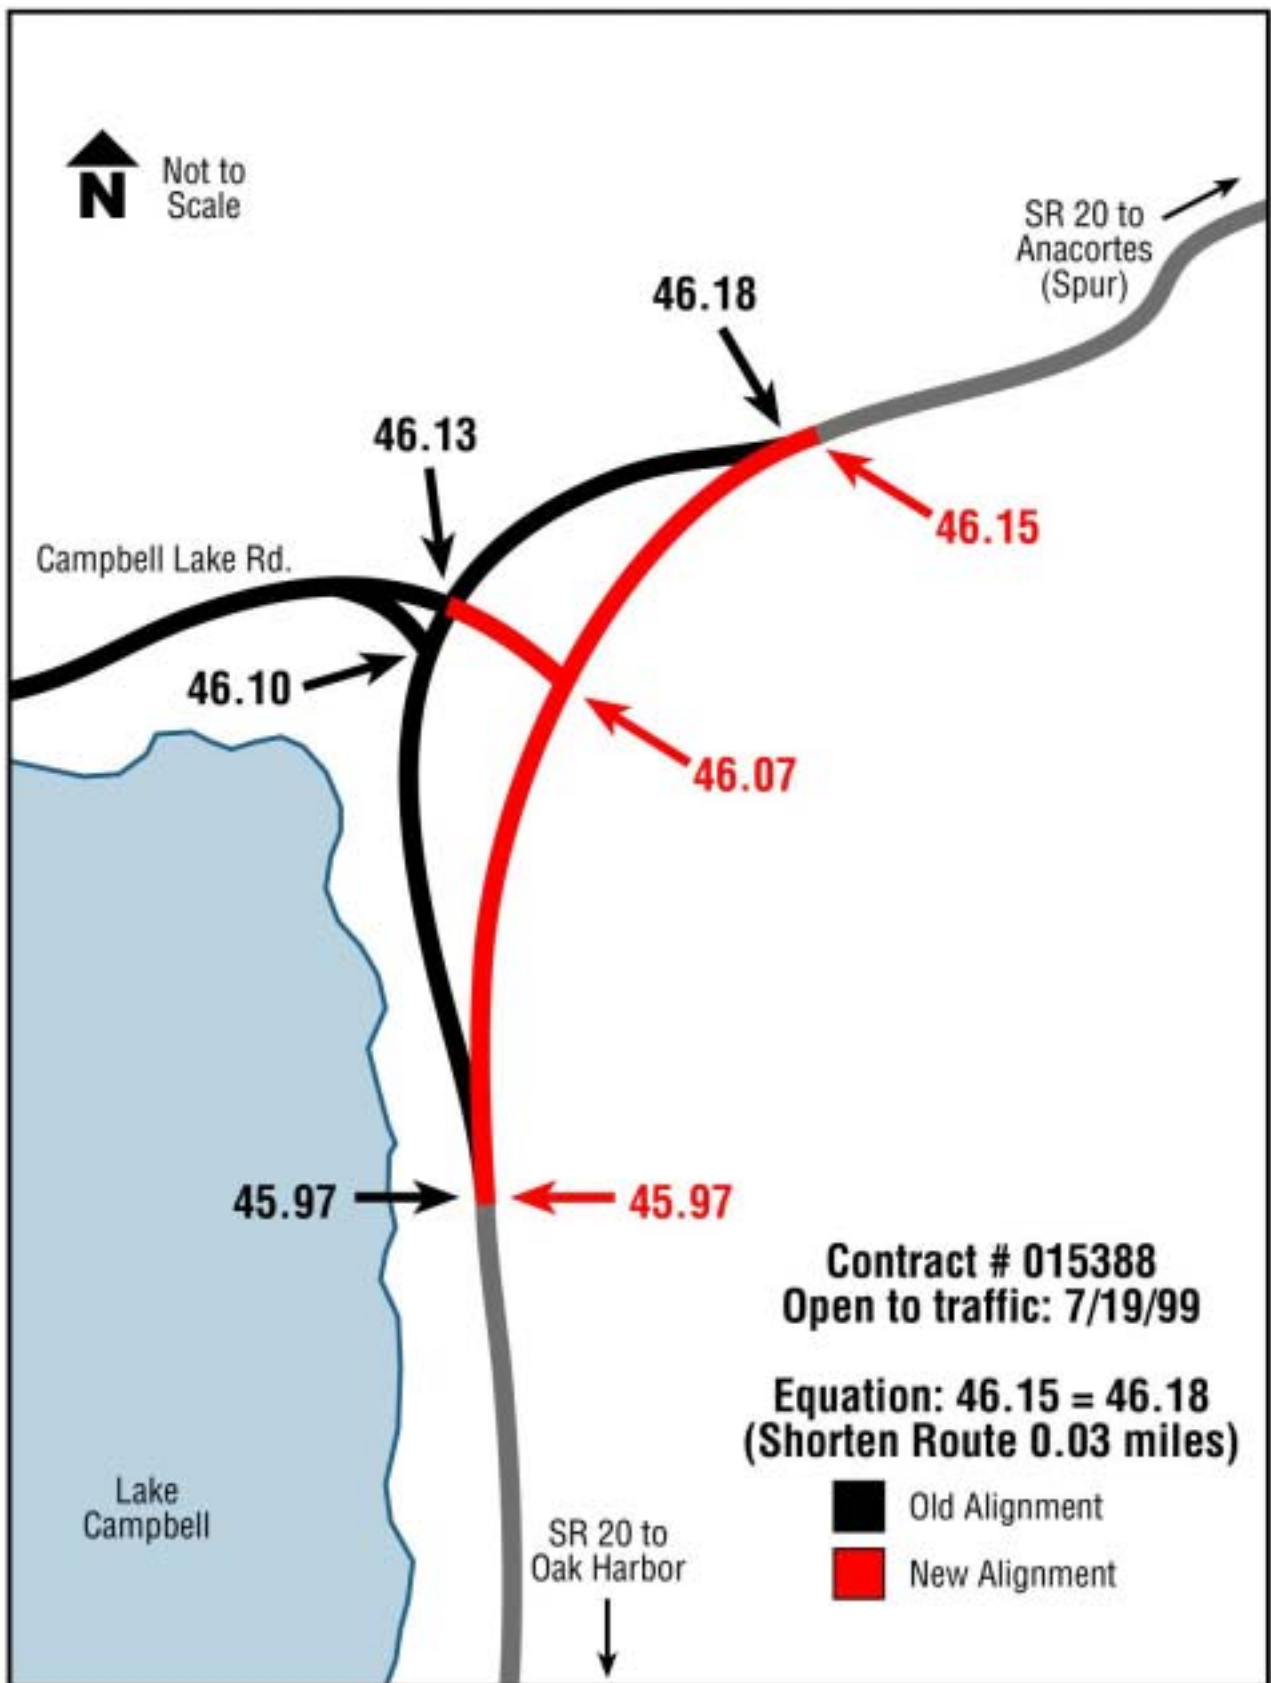 N
Not to
Scale
SR 20 to
Anacortes
(Spur)
46.18
46.13
46.15
Campbell Lake Rd.
46.10
46.07
45.97
45.97
Contract # 015388
Open to traffic: 7/19/99
Equation: 46.15 = 46.18
(Shorten Route 0.03 miles)
Lake
Campbell
Old Alignment
SR 20 to
Oak Harbor
New Alignment